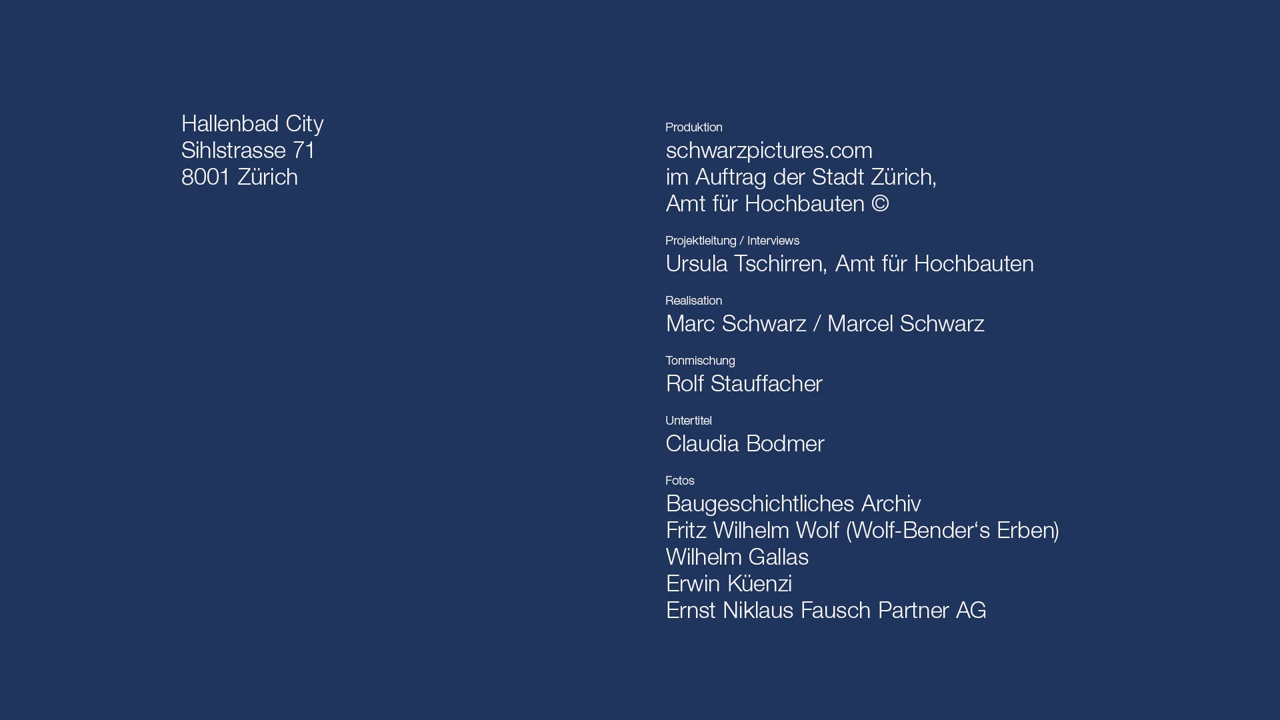 Hallenbad City
Sihlstrasse 71
8001 Zürich
Produktion
schwarzpictures.com
im Auftrag der Stadt Zürich,
Amt für Hochbauten ©
Projektleitung / Interviews
Ursula Tschirren, Amt für Hochbauten
Realisation
Marc Schwarz / Marcel Schwarz
Tonmischung
Rolf Stauffacher
Untertitel
Claudia Bodmer
Fotos
Baugeschichtliches Archiv
Fritz Wilhelm Wolf (Wolf-Bender‘s Erben)
Wilhelm Gallas
Erwin Küenzi
Ernst Niklaus Fausch Partner AG